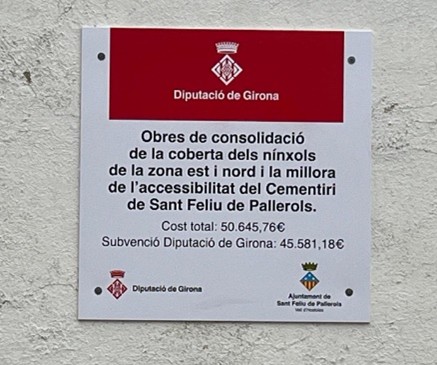 Diputació de Girona
Obres de consolidació
de la coberta dels nínxols
de la zona est i nord i la millora
de l'accessibilitat del Cementiri
de Sant Feliu de Pallerols.
Cost total: 50.645,76€
Subvenció Diputació de Girona: 45.581,18€
Diputació de Girona
Ajuntament de
Sant Feliu de Pallerols